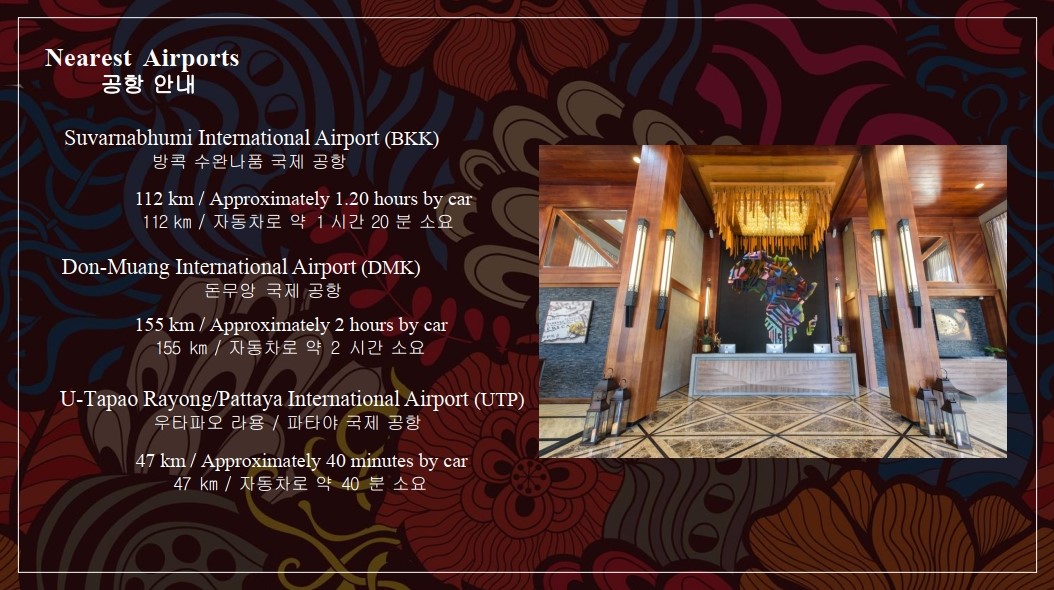 Nearest Airports
공항 안내
Suvarnabhumi International Airport (BKK)
방콕 수완나품 국제 공항
112 km / Approximately 1.20 hours by car
112 km / 자동차로 약 1 시간 20 분 소요
Don-Muang International Airport (DMK)
돈무앙 국제 공항
155 km / Approximately 2 hours by car
155 km / 자동차로 약 2 시간 소요
U-Tapao Rayong/Pattaya International Airport (UTP)
우타파오 라용 / 파타야 국제 공항
47 km / Approximately 40 minutes by car
47 km / 자동차로 약 40 분 소요